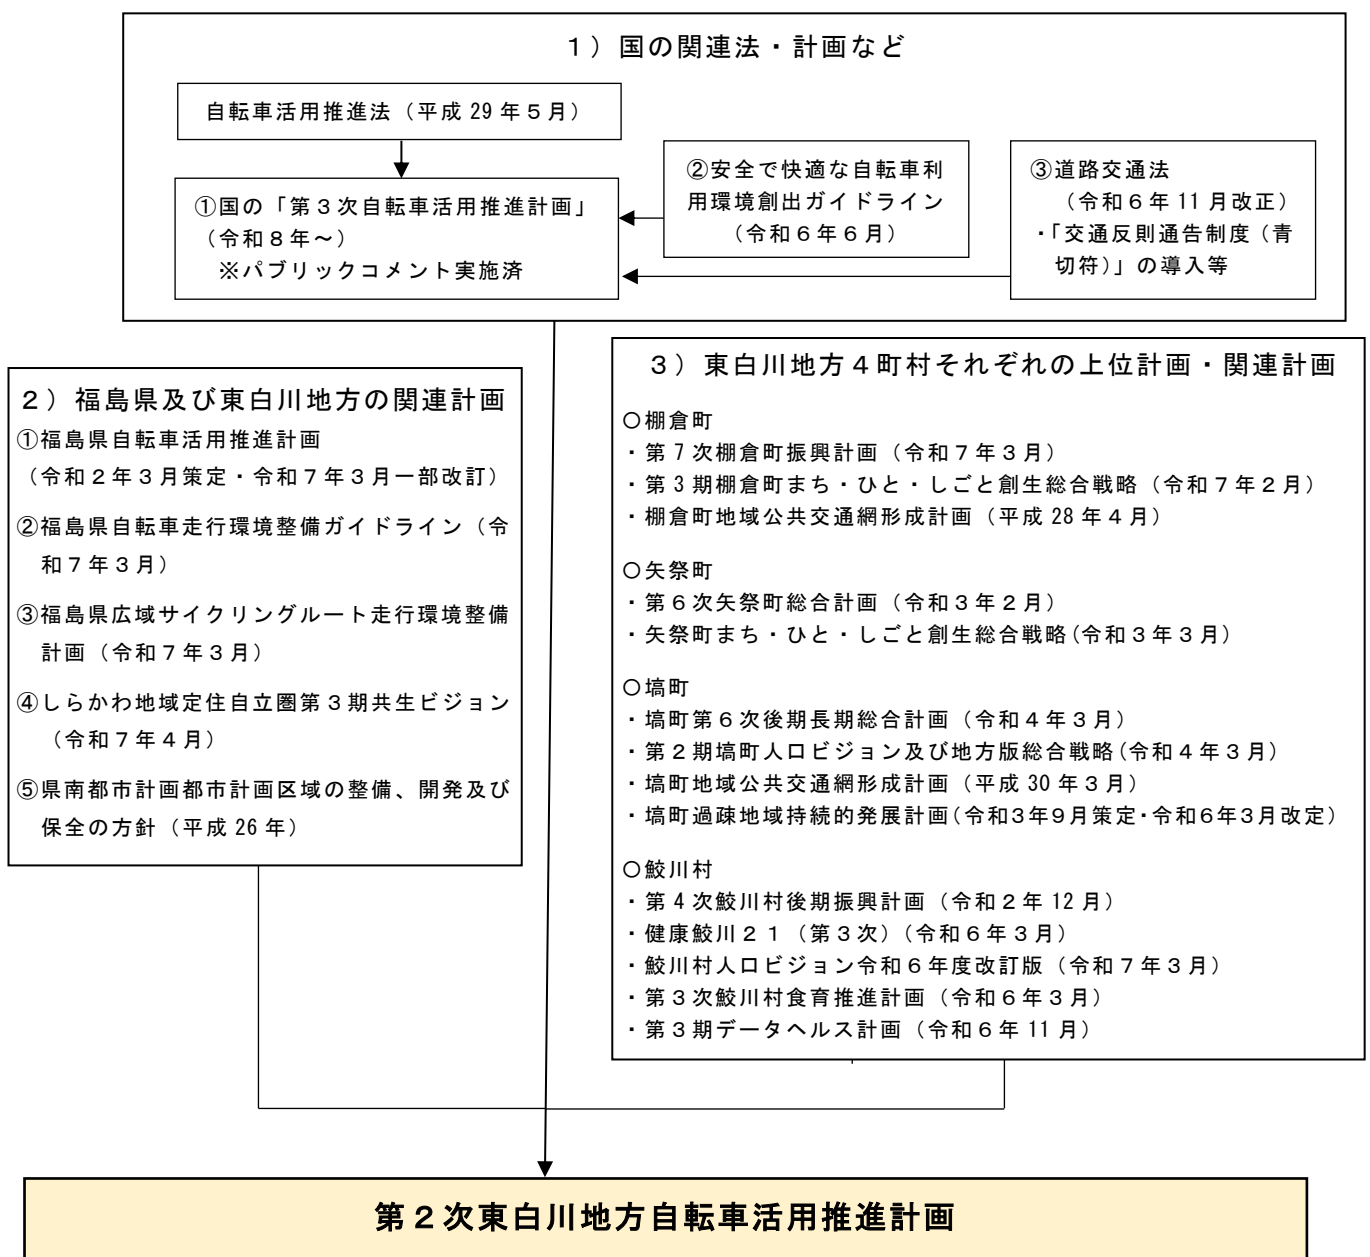 １）国の関連法・計画など
自転車活用推進法（平成29年５月）
①国の「第３次自転車活用推進計画」
（令和８年～）
※パブリックコメント実施済
②安全で快適な自転車利
用環境創出ガイドライン
（令和６年６月）
③道路交通法
（令和６年11月改正）
・「交通反則通告制度（青
切符）」の導入等
２）福島県及び東白川地方の関連計画
①福島県自転車活用推進計画
（令和２年３月策定・令和７年３月一部改訂）
②福島県自転車走行環境整備ガイドライン（令
和７年３月）
③福島県広域サイクリングルート走行環境整備
計画（令和７年３月）
④しらかわ地域定住自立圏第３期共生ビジョン
（令和７年４月）
⑤県南都市計画都市計画区域の整備、開発及び
保全の方針（平成26年）
３）東白川地方４町村それぞれの上位計画・関連計画
〇棚倉町
・第7次棚倉町振興計画（令和７年３月）
・第3期棚倉町まち・ひと・しごと創生総合戦略（令和７年２月）
・棚倉町地域公共交通網形成計画（平成28年４月）
〇矢祭町
・第６次矢祭町総合計画（令和３年２月）
・矢祭町まち・ひと・しごと創生総合戦略(令和３年３月）
〇塙町
・塙町第６次後期長期総合計画（令和４年３月）
・第２期塙町人口ビジョン及び地方版総合戦略(令和４年３月）
・塙町地域公共交通網形成計画（平成30年３月）
・塙町過疎地域持続的発展計画(令和3年9月策定・令和6年3月改定）
〇鮫川村
・第4次鮫川村後期振興計画（令和２年12月）
・健康鮫川２１（第３次）（令和６年３月）
・鮫川村人口ビジョン令和６年度改訂版（令和７年３月）
・第３次鮫川村食育推進計画（令和６年３月）
・第３期データヘルス計画（令和６年11月）
第２次東白川地方自転車活用推進計画